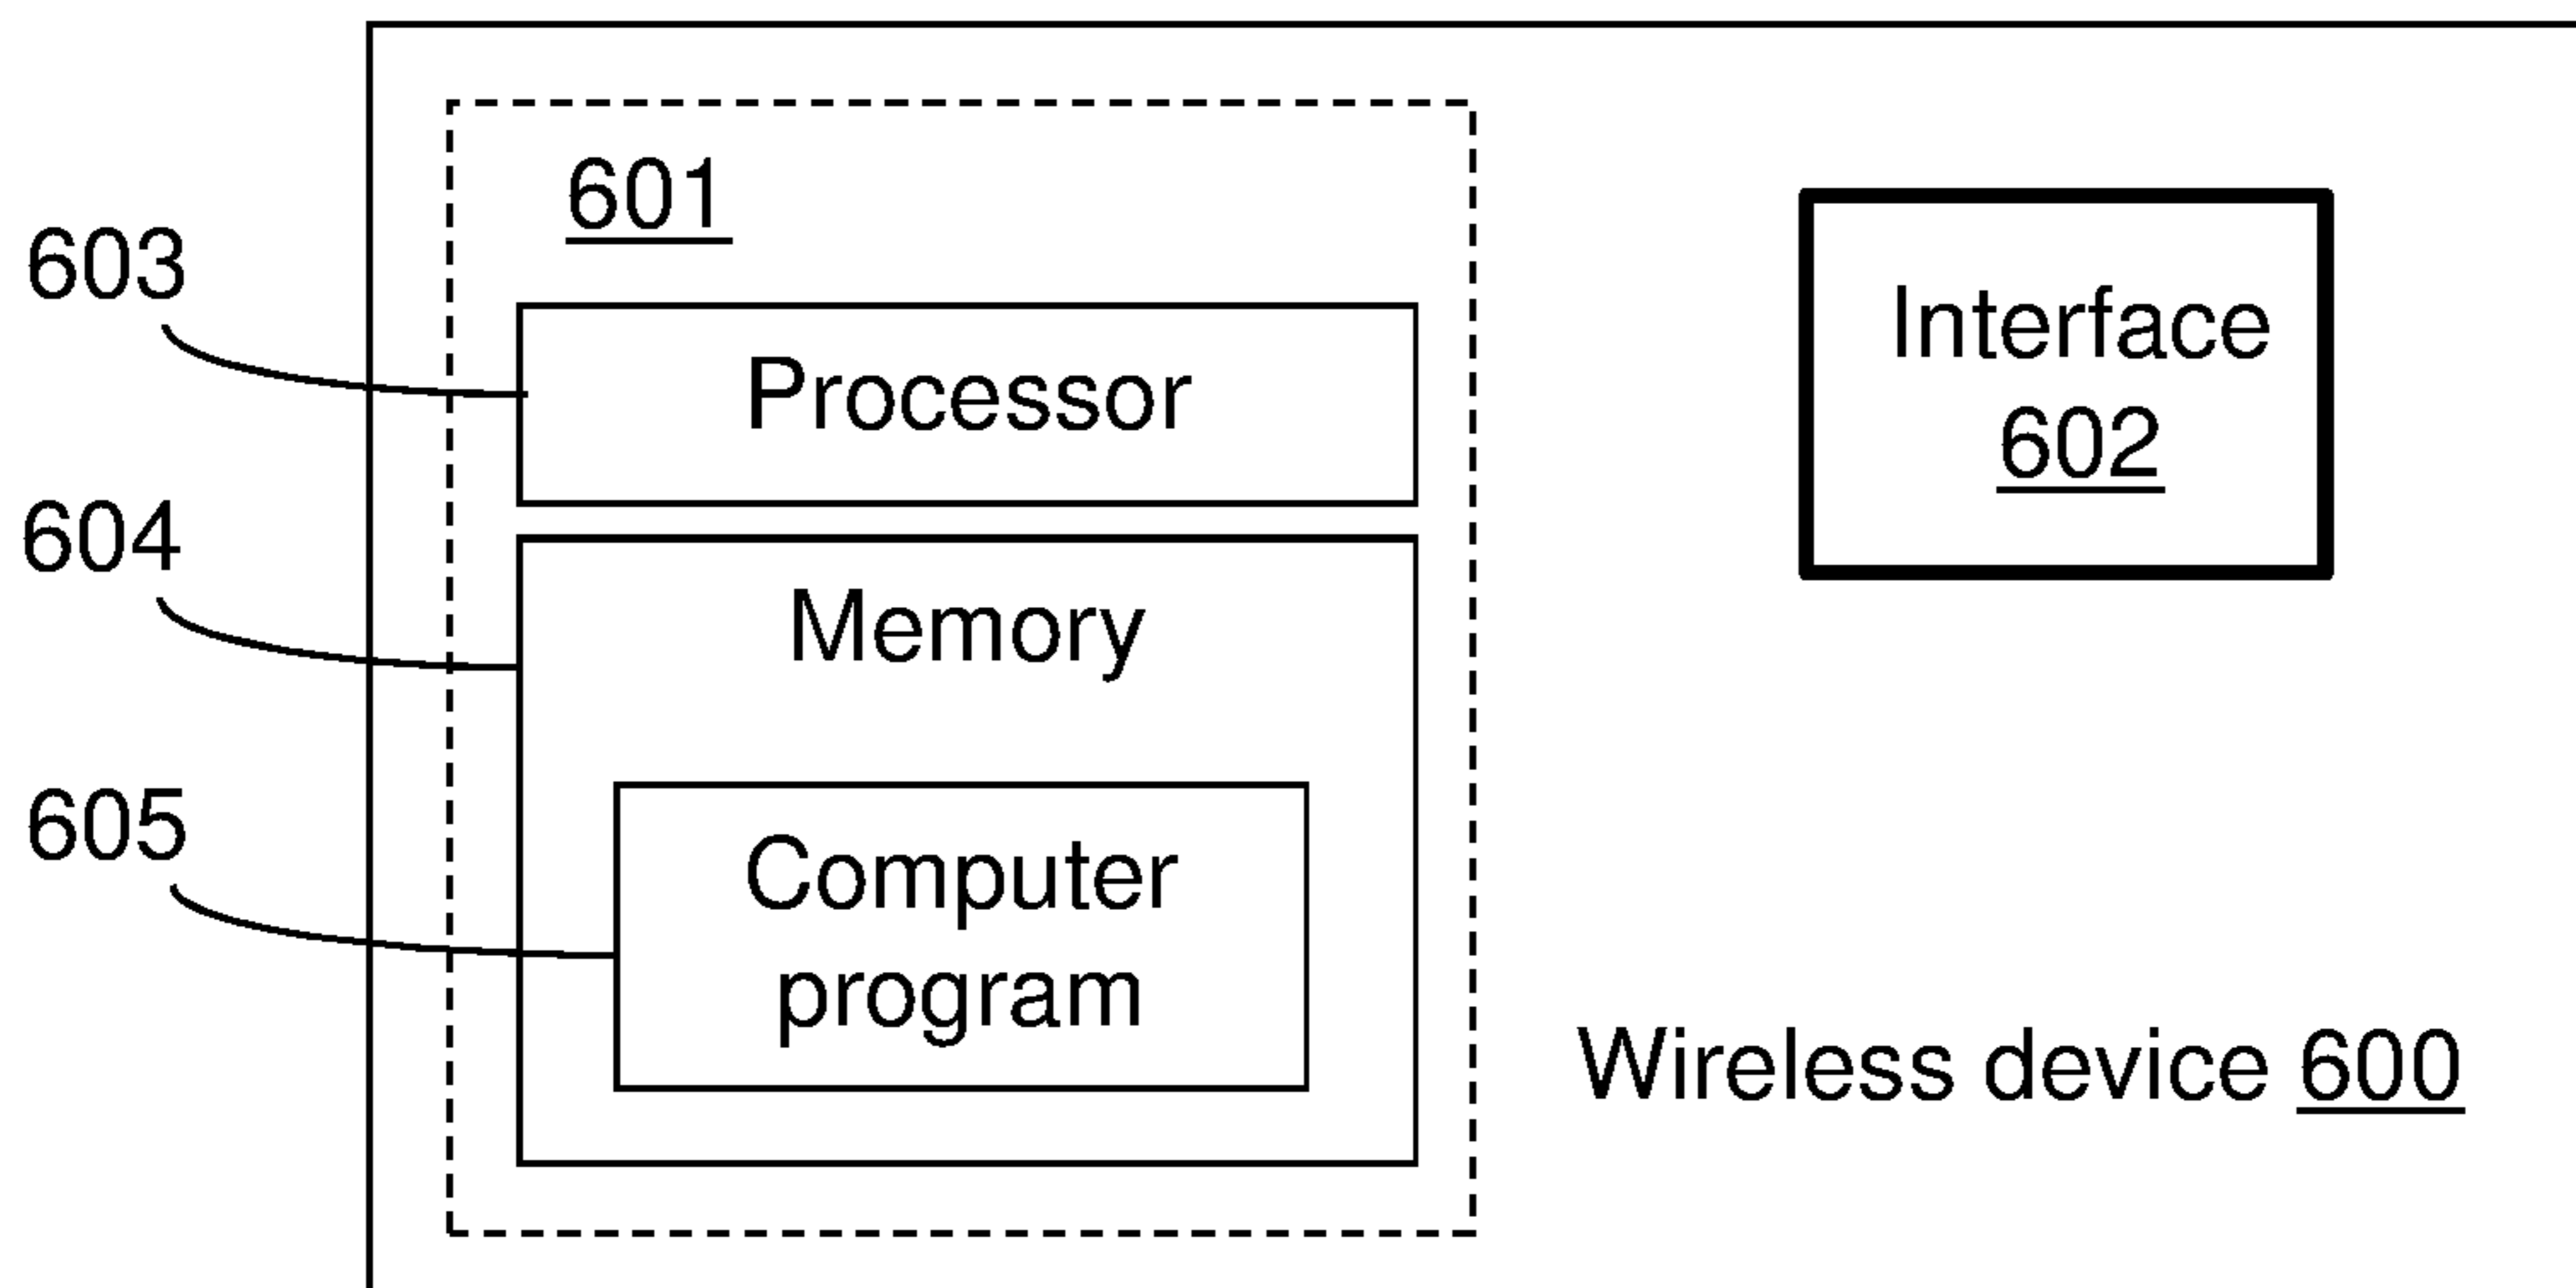 601
603
Processor
Interface
602
604
Memory
605
Computer
program
Wireless device 600